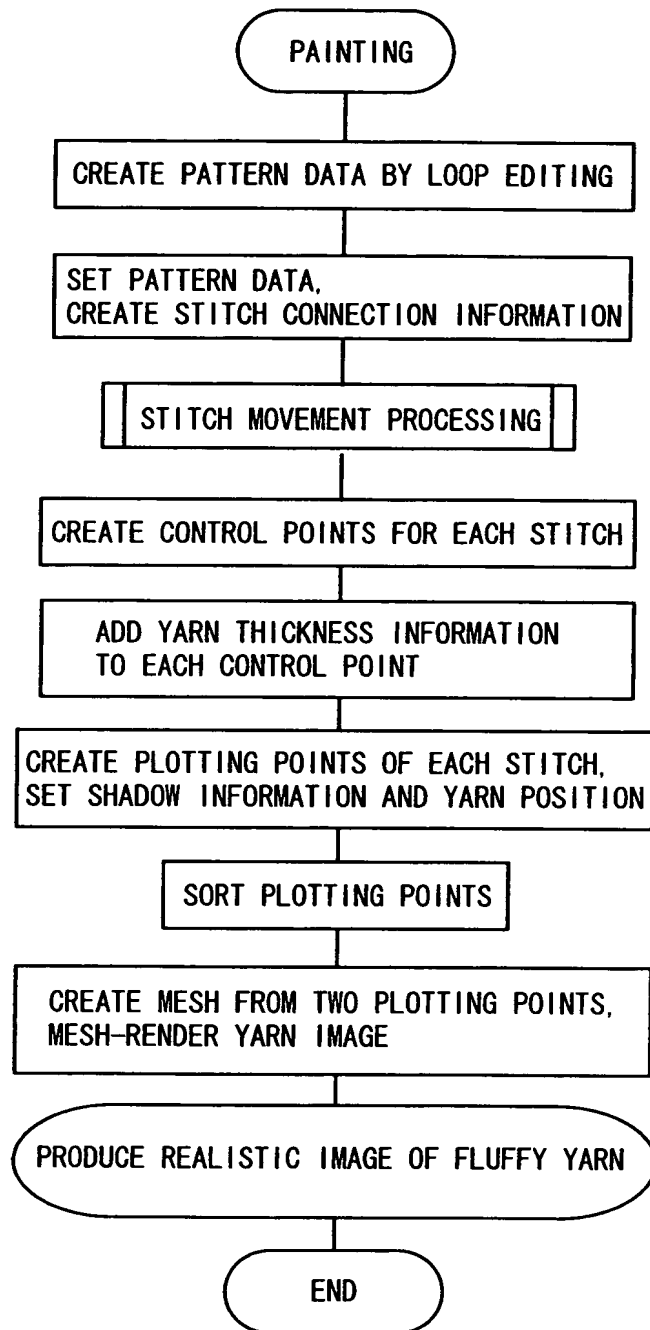 PAINTING
CREATE PATTERN DATA BY LOOP EDITING
SET PATTERN DATA,
CREATE STITCH CONNECTION INFORMATION
STITCH MOVEMENT PROCESSING
CREATE CONTROL POINTS FOR EACH STITCH
ADD YARN THICKNESS INFORMATION
TO EACH CONTROL POINT
CREATE PLOTTING POINTS OF EACH STITCH,
SET SHADOW INFORMATION AND YARN POSITION
SORT PLOTTING POINTS
CREATE MESH FROM TWO PLOTTING POINTS,
MESH-RENDER YARN IMAGE
PRODUCE REALISTIC IMAGE OF FLUFFY YARN
END